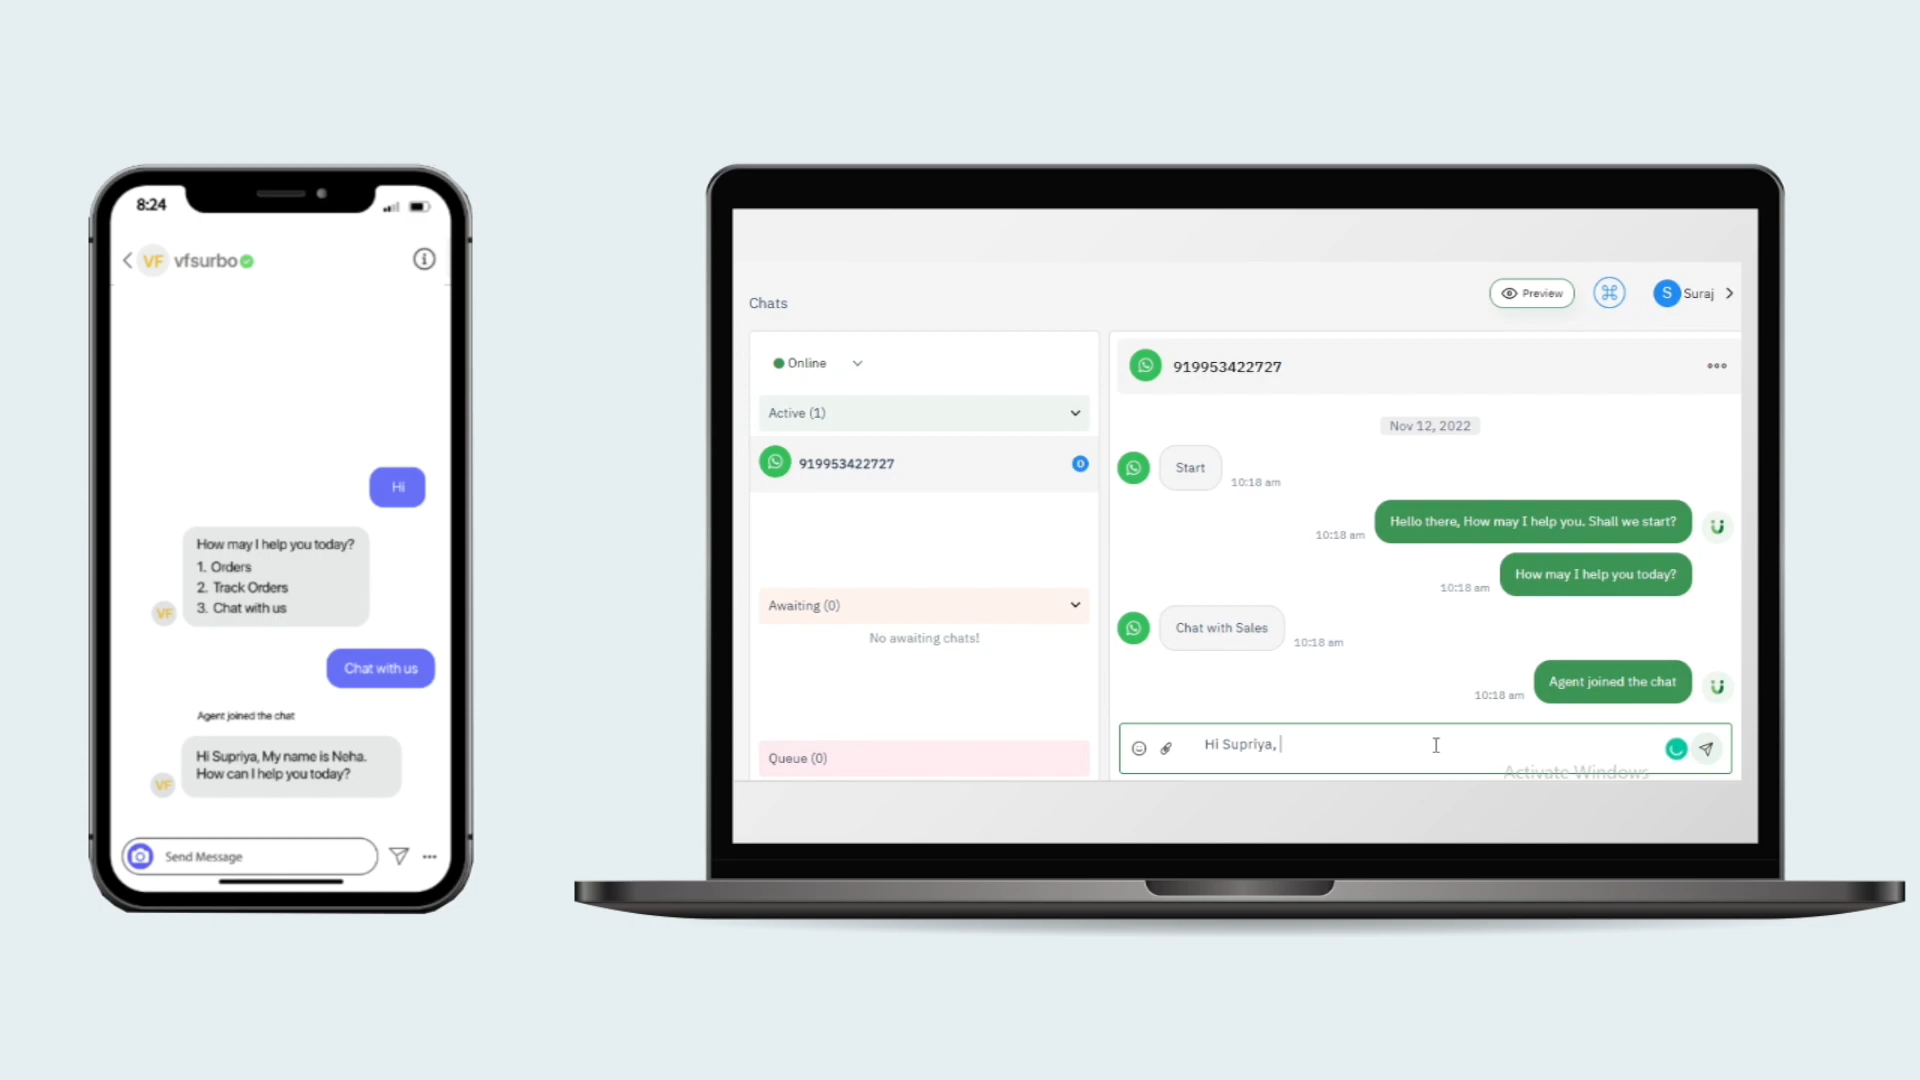 8:24
VF
vfsurbo
Hi
How may I help you today?
1. Orders
2. Track Orders
3. Chat with us
VF
Chat with us
Agent joined the chat
Hi Supriya, My name is Neha.
How can I help you today?
VF
Send Message
Chats
Preview
S
Suraj
Online
Active (1)
919953422727
0
Awaiting (0)
No awaiting chats!
Queue (0)
919953422727
Nov 12, 2022
Start
10:18 am
Hello there, How may I help you. Shall we start?
10:18 am
How may I help you today?
10:18 am
Chat with Sales
10:18 am
Agent joined the chat
10:18 am
Hi Supriya,
Activate Windows